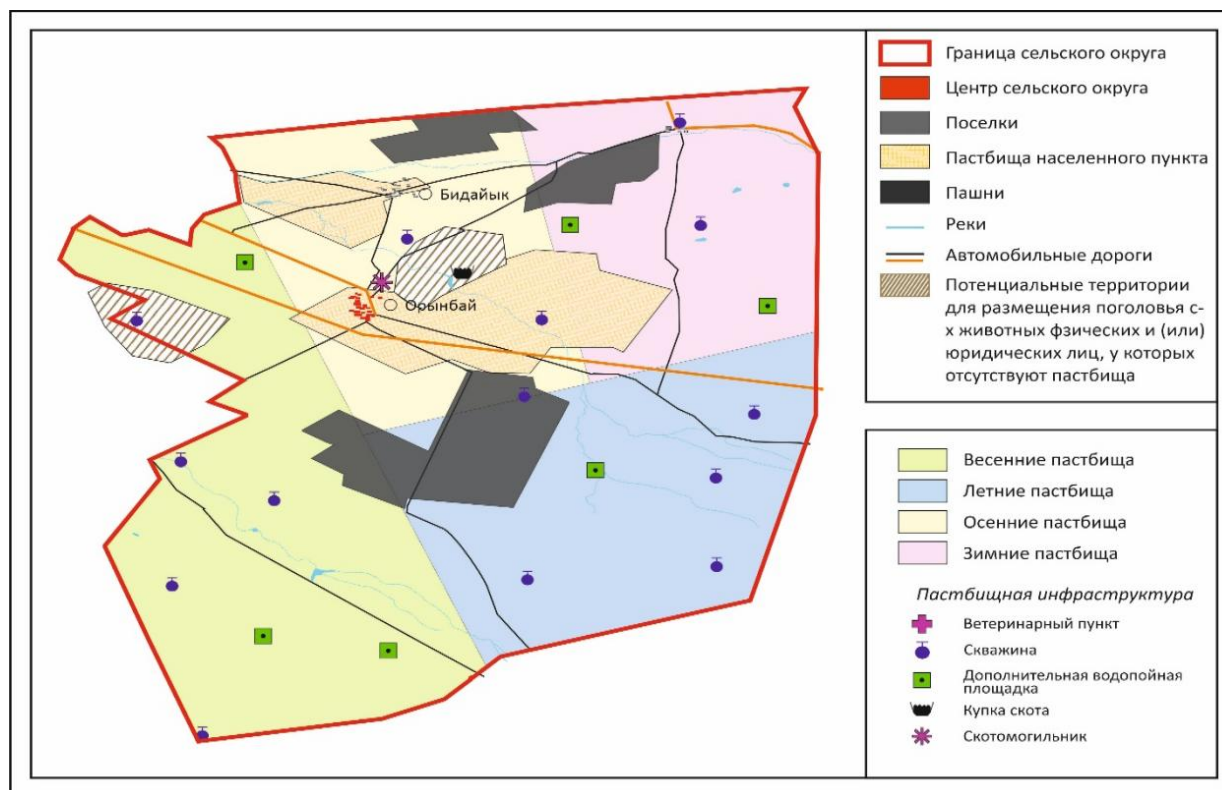 Бидайык
Орынбай
Граница сельского округа
Центр сельского округа
Поселки
Пастбища населенного пункта
Пашни
Реки
Автомобильные дороги
Потенциальные территории
для размещения поголовья с-
х животных фзических и (или)
юридических лиц, у которых
отсутствуют пастбища
Весенние пастбища
Летние пастбища
Осенние пастбища
Зимние пастбища
Пастбищная инфраструктура
Ветеринарный пункт
Скважина
Дополнительная водопойная
площадка
Купка скота
Скотомогильник